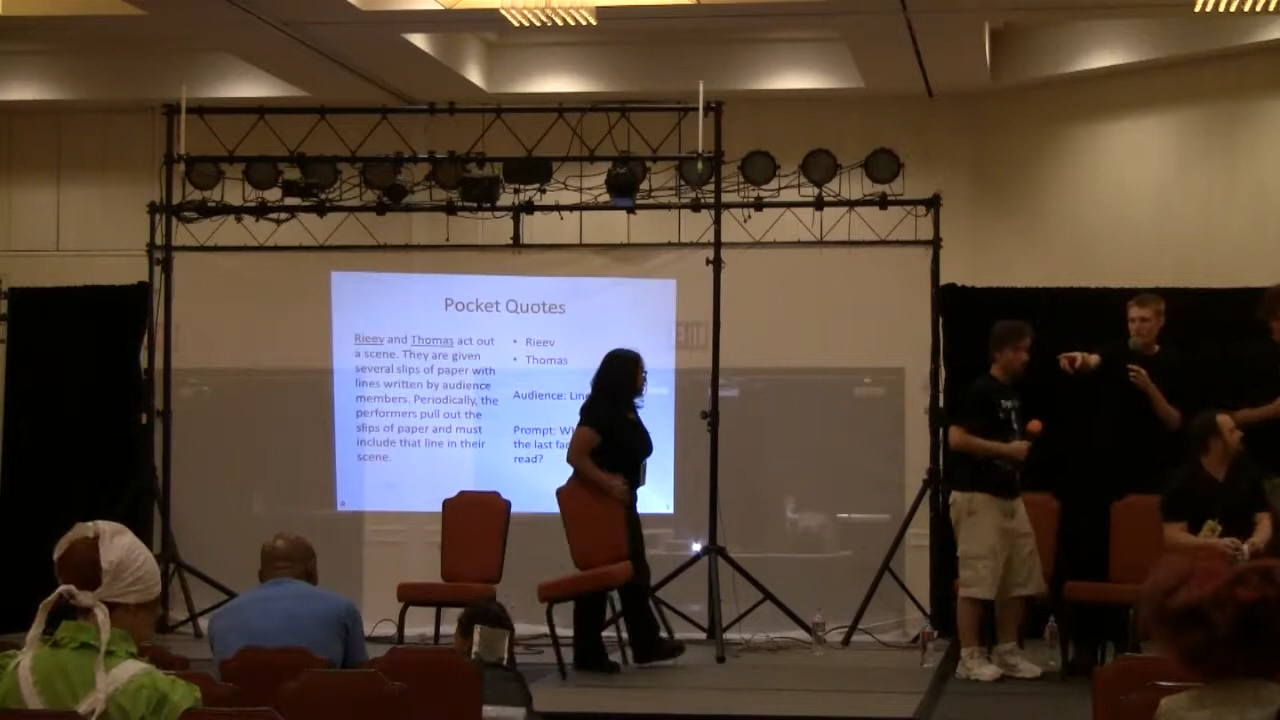 Pocket Quotes
Rieev and Thomas act out
a scene. They are given
several slips of paper with
lines written by audience
members. Periodically, the
performers pull out the
slips of paper and must
include that line in their
scene.
• Rieev
• Thomas
Audience:
Prompt:
the last
read?
EXIT